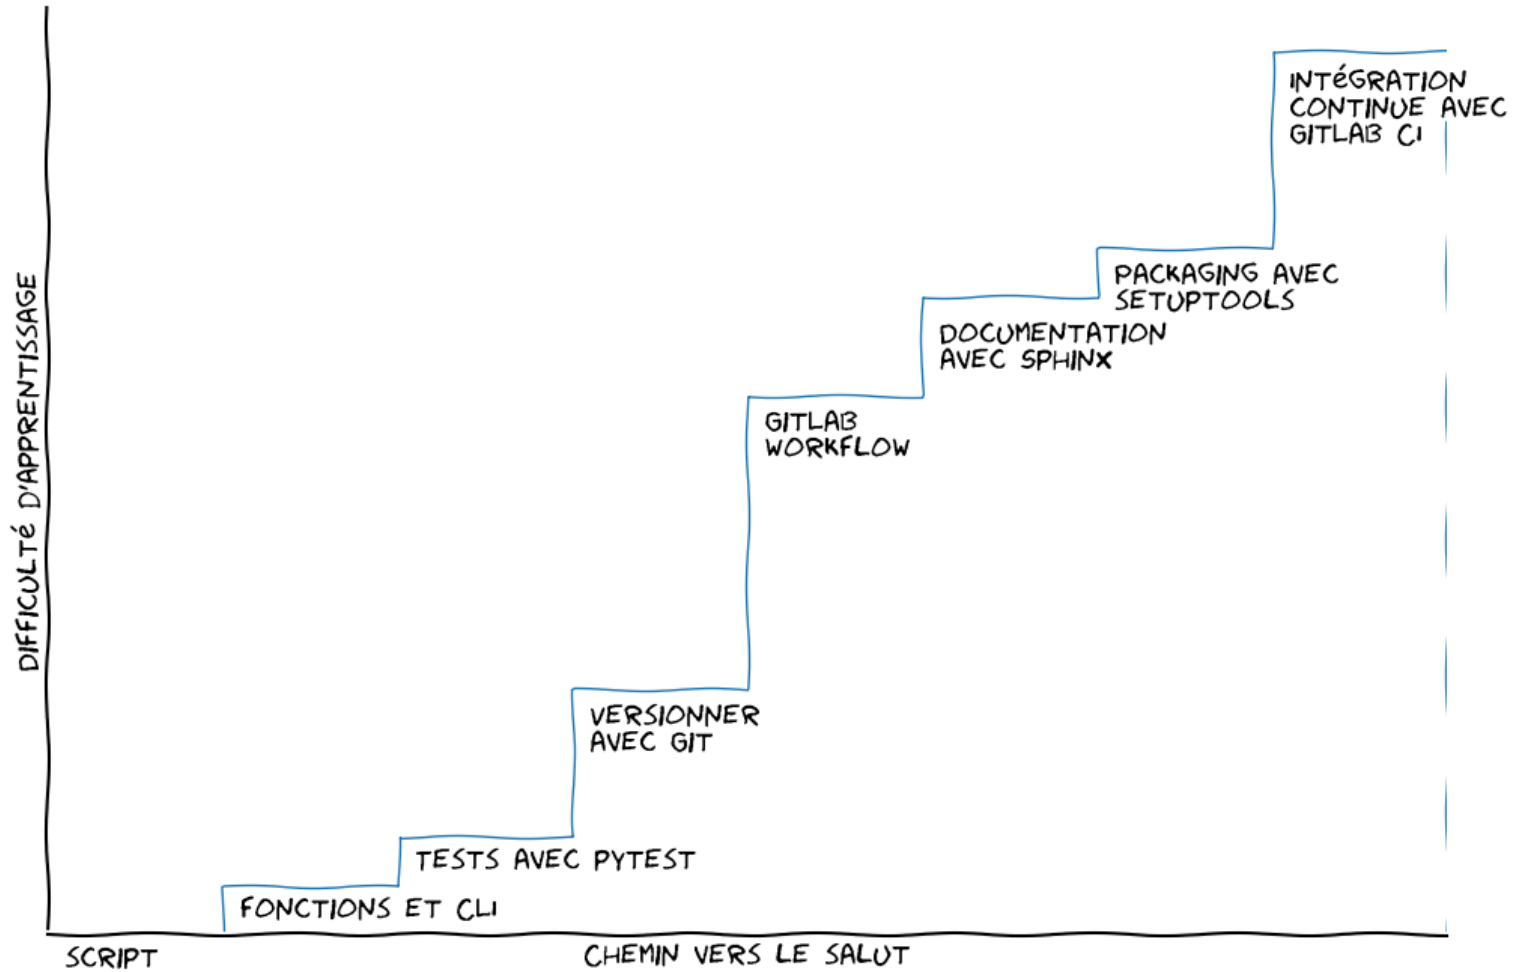 INTÉGRATION
CONTINUE AVEC
GITLAB CI
PACKAGING AVEC
SETUPTOOLS
DOCUMENTATION
AVEC SPHINX
GITLAB
WORKFLOW
VERSIONNER
AVEC GIT
TESTS AVEC PYTEST
FONCTIONS ET CLI
DIFFICULTÉ D'APPRENTISSAGE
SCRIPT
CHEMIN VERS LE SALUT